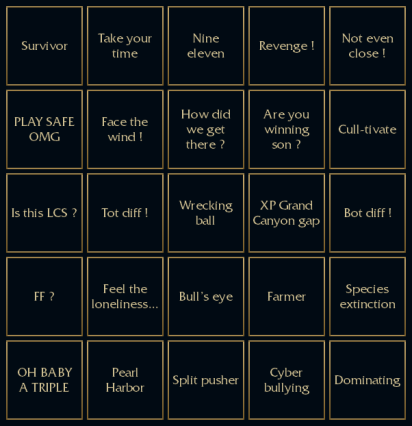 Survivor
Take your
time
Nine
eleven
Revenge !
Not even
close !
PLAY SAFE
OMG
Face the
wind !
How did
we get
there ?
Are you
winning
son ?
Cull-tivate
Is this LCS ?
Tot diff !
Wrecking
ball
XP Grand
Canyon gap
Bot diff !
FF ?
Feel the
loneliness...
Bull's eye
Farmer
Species
extinction
OH BABY
A TRIPLE
Pearl
Harbor
Split pusher
Cyber
bullying
Dominating